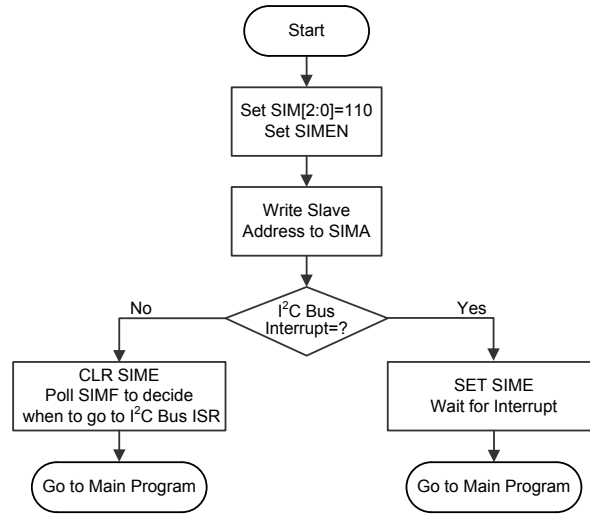 Start
Set SIM[2:0]=110
Set SIMEN
Write Slave
Address to SIMA
I²C Bus
Interrupt=?
No
Yes
CLR SIME
Poll SIMF to decide
when to go to I²C Bus ISR
SET SIME
Wait for Interrupt
Go to Main Program
Go to Main Program